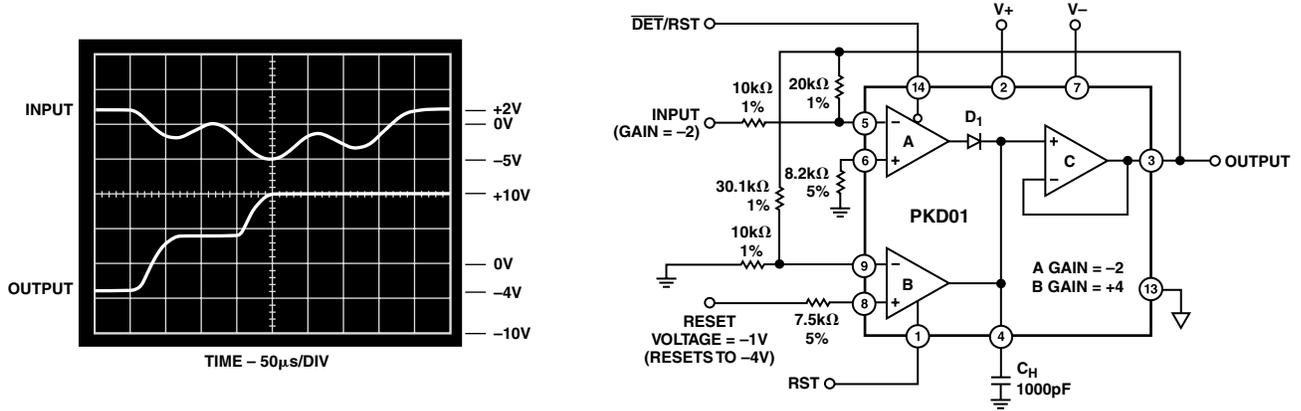 INPUT
+2V
0V
–5V
+10V
0V
OUTPUT
–4V
–10V
TIME – 50µs/DIV
DET/RST
V+
V–
10kΩ
1%
20kΩ
1%
14
2
7
INPUT
(GAIN = –2)
5
–
A
D1
+
C
3
OUTPUT
6
+
–
8.2kΩ
5%
30.1kΩ
1%
PKD01
10kΩ
1%
9
–
B
A GAIN = –2
B GAIN = +4
13
8
+
RESET
VOLTAGE = –1V
(RESETS TO –4V)
7.5kΩ
5%
1
4
RST
CH
1000pF